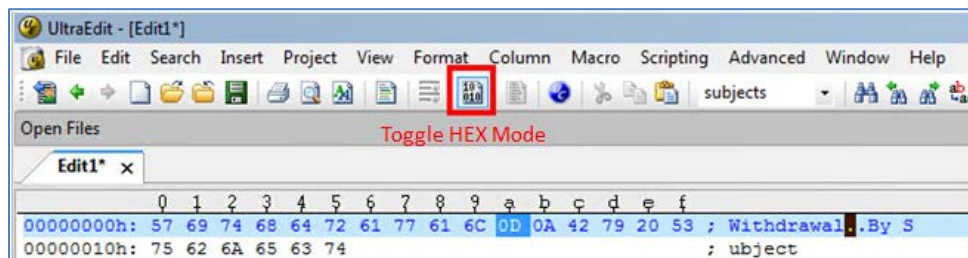 UltraEdit - [Edit1*]
File Edit Search Insert Project View Format Column Macro Scripting Advanced Window Help
10 010 subjects ab
Open Files
Toggle HEX Mode
Edit1* x
0 1 2 3 4 5 6 7 8 9 a b c d e f
00000000h: 57 69 74 68 64 72 61 77 61 6C 0D 0A 42 79 20 53 ; Withdrawal..By S
00000010h: 75 62 6A 65 63 74 ; ubject